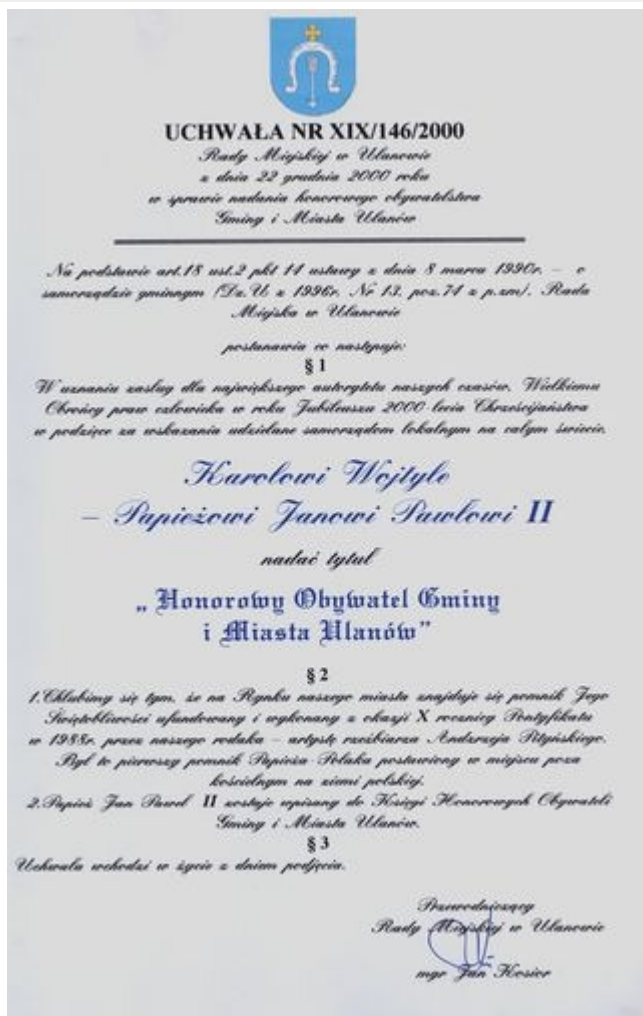 UCHWAŁA NR XIX/146/2000
Rady Miejskiej w Ulanowie
z dnia 22 grudnia 2000 roku
w sprawie nadania honorowego obywatelstwa
Gminy i Miasta Ulanów
Na podstawie art.18 ust.2 pkt 14 ustawy z dnia 8 marca 1990r. – o
samorządzie gminnym (Dz.U z 1996r. Nr 13, poz.74 z p.zm). Rada
Miejska w Ulanowie
postanawia co następuje:
§ 1
W uznaniu zasług dla największego autorytetu naszych czasów, Wielkiemu
Obrońcy praw człowieka w roku Jubileuszu 2000-lecia Chrześcijaństwa
w podzięce za wskazania udzielane samorządom lokalnym na całym świecie.
Karolowi Wojtyle
– Papieżowi Janowi Pawłowi II
nadać tytuł
„ Honorowy Obywatel Gminy
i Miasta Ulanów”
§ 2
1.Chlubimy się tym, że na Rynku naszego miasta znajduje się pomnik Jego
Świętobliwości ufundowany i wykonany z okazji X rocznicy Pontyfikatu
w 1988r. przez naszego rodaka – artystę rzeźbiarza Andrzeja Pityńskiego.
Był to pierwszy pomnik Papieża-Polaka postawiony w miejscu poza
kościelnym na ziemi polskiej.
2.Papież Jan Paweł II zostaje wpisany do Księgi Honorowych Obywateli
Gminy i Miasta Ulanów.
§ 3
Uchwała wchodzi w życie z dniem podjęcia.
Przewodniczący
Rady Miejskiej w Ulanowie
mgr Jan Kosior